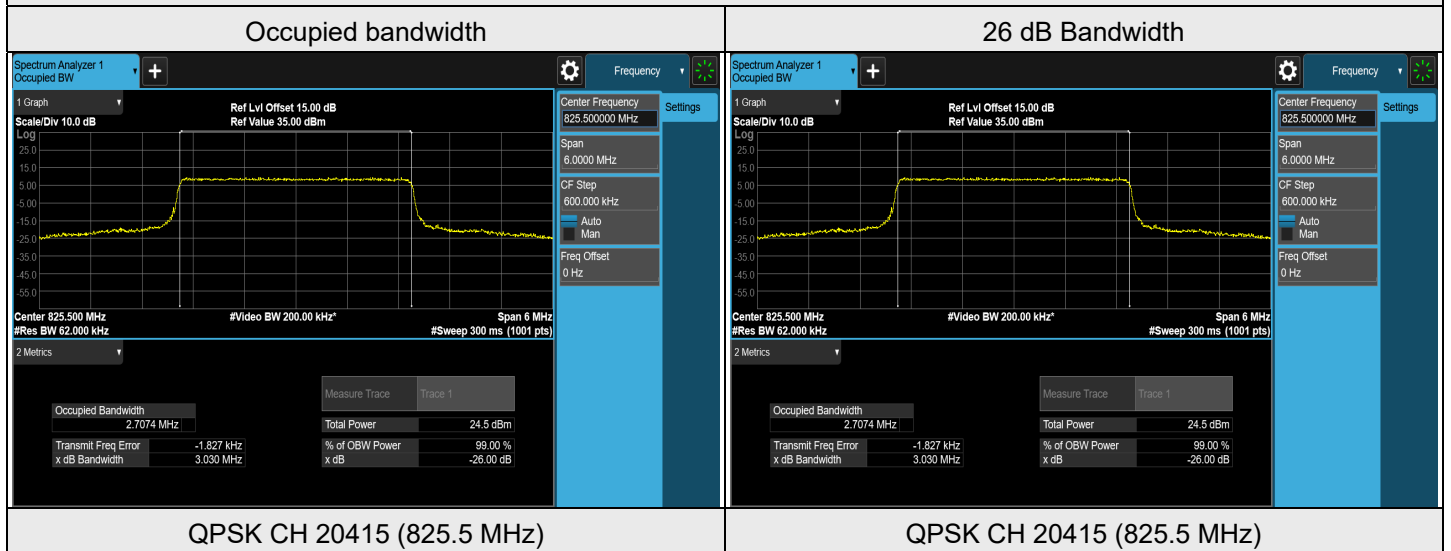 Occupied bandwidth
26 dB Bandwidth
Spectrum Analyzer 1
Occupied BW
+
Frequency
1 Graph
Scale/Div 10.0 dB
Ref Lvl Offset 15.00 dB
Ref Value 35.00 dBm
Log
25.0
15.0
5.00
-5.00
-15.0
-25.0
-35.0
-45.0
-55.0
Center 825.500 MHz
#Video BW 200.00 kHz*
Span 6 MHz
#Res BW 62.000 kHz
#Sweep 300 ms (1001 pts)
Center Frequency
825.500000 MHz
Settings
Span
6.0000 MHz
CF Step
600.000 kHz
Auto
Man
Freq Offset
0 Hz
2 Metrics
Measure Trace
Trace 1
Occupied Bandwidth
2.7074 MHz
Total Power
24.5 dBm
Transmit Freq Error
-1.827 kHz
% of OBW Power
99.00 %
x dB Bandwidth
3.030 MHz
x dB
-26.00 dB
Spectrum Analyzer 1
Occupied BW
+
Frequency
1 Graph
Scale/Div 10.0 dB
Ref Lvl Offset 15.00 dB
Ref Value 35.00 dBm
Log
25.0
15.0
5.00
-5.00
-15.0
-25.0
-35.0
-45.0
-55.0
Center 825.500 MHz
#Video BW 200.00 kHz*
Span 6 MHz
#Res BW 62.000 kHz
#Sweep 300 ms (1001 pts)
Center Frequency
825.500000 MHz
Settings
Span
6.0000 MHz
CF Step
600.000 kHz
Auto
Man
Freq Offset
0 Hz
2 Metrics
Measure Trace
Trace 1
Occupied Bandwidth
2.7074 MHz
Total Power
24.5 dBm
Transmit Freq Error
-1.827 kHz
% of OBW Power
99.00 %
x dB Bandwidth
3.030 MHz
x dB
-26.00 dB
QPSK CH 20415 (825.5 MHz)
QPSK CH 20415 (825.5 MHz)